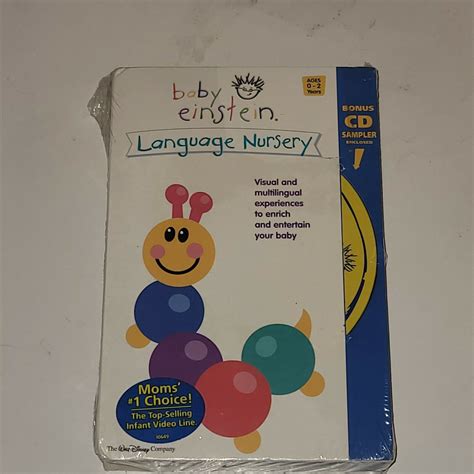 baby
einstein.
Language Nursery
AGES
0-2
Years
BONUS
CD
SAMPLER
ENCLOSED
!
Visual and
multilingual
experiences
to enrich
and entertain
your baby
Moms'
#1 Choice!
The Top-Selling
Infant Video Line.
10649
The Walt Disney Company